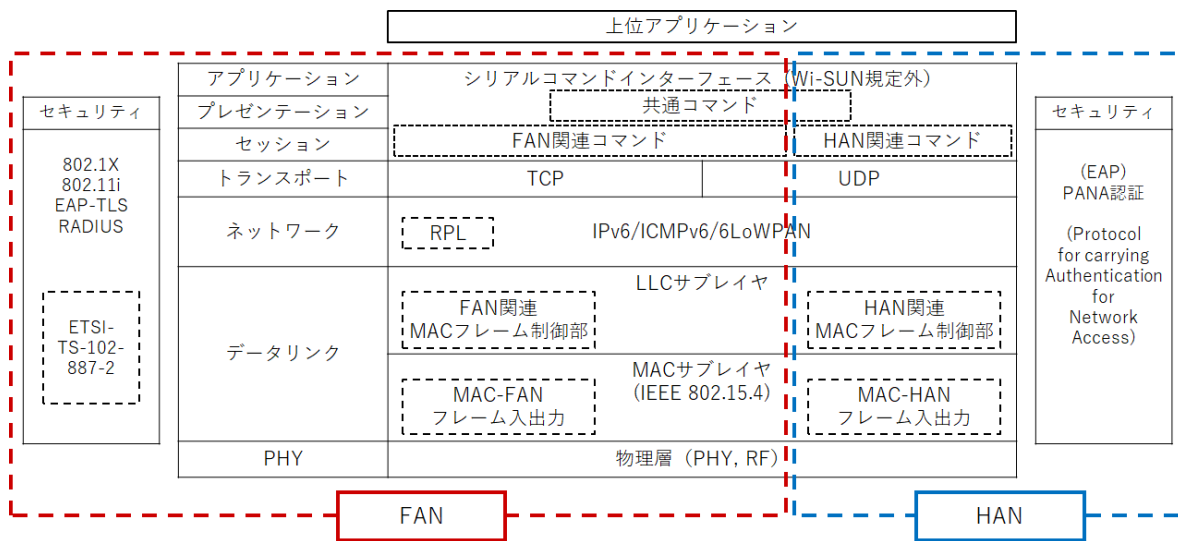 上位アプリケーション
アプリケーション
シリアルコマンドインターフェース（Wi-SUN規定外）
プレゼンテーション
共通コマンド
セッション
FAN関連コマンド
HAN関連コマンド
トランスポート
TCP
UDP
ネットワーク
RPL
IPv6/ICMPv6/6LoWPAN
データリンク
LLCサブレイヤ
FAN関連
MACフレーム制御部
HAN関連
MACフレーム制御部
MACサブレイヤ
(IEEE 802.15.4)
MAC-FAN
フレーム入出力
MAC-HAN
フレーム入出力
PHY
物理層（PHY, RF）
セキュリティ
802.1X
802.11i
EAP-TLS
RADIUS
ETSI-
TS-102-
887-2
セキュリティ
(EAP)
PANA認証
(Protocol
for carrying
Authentication
for
Network
Access)
FAN
HAN